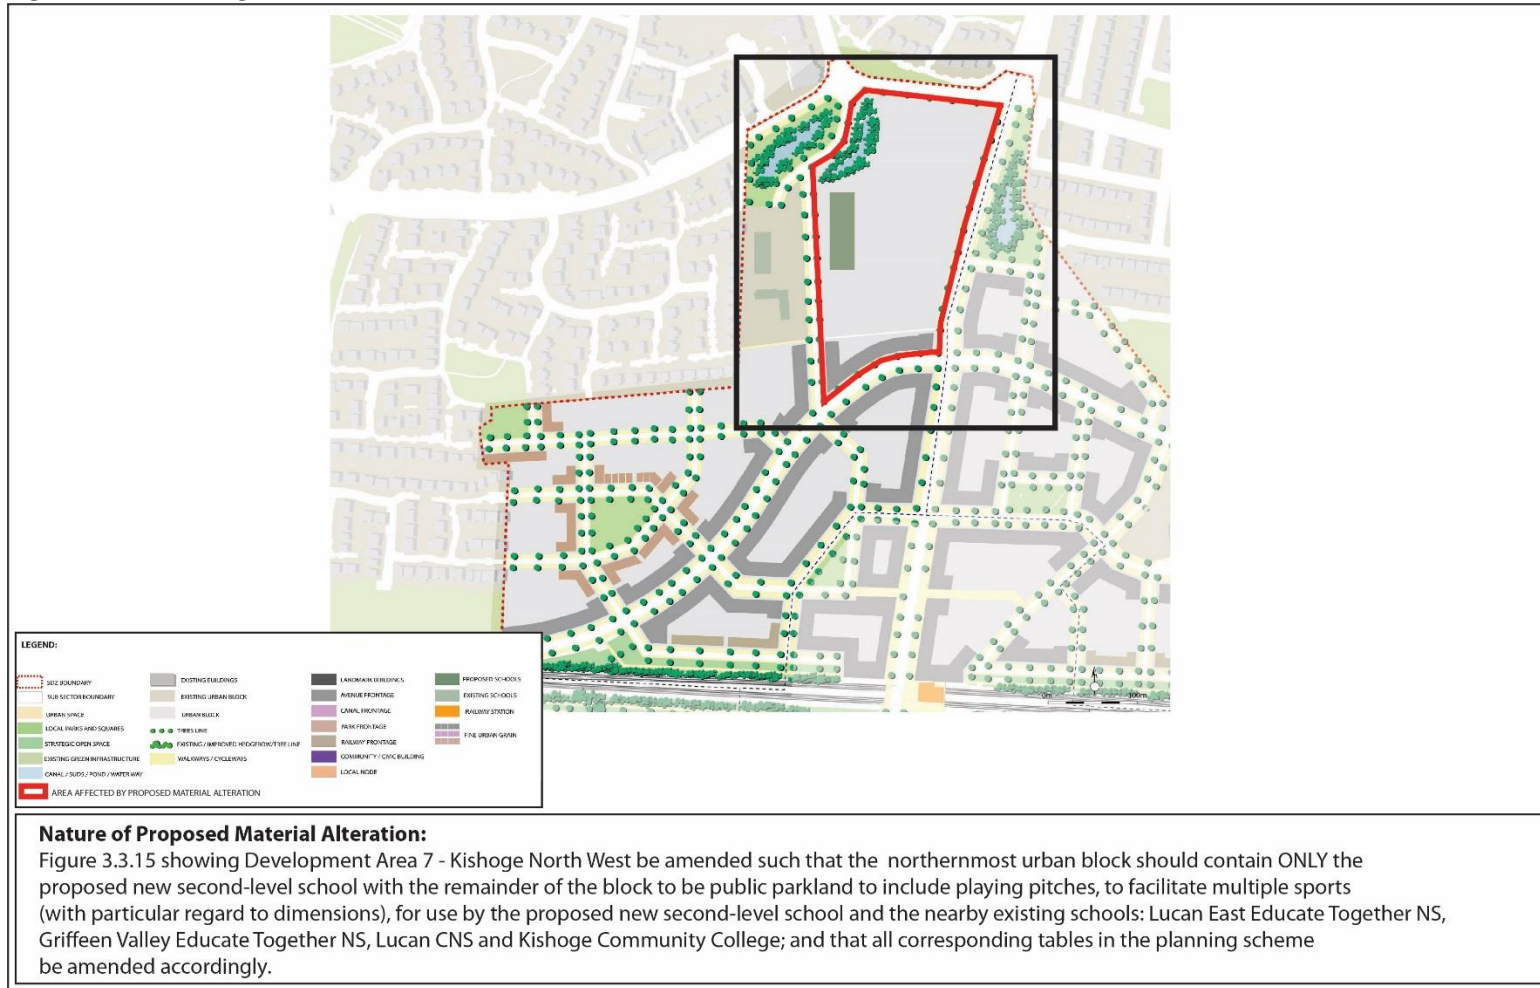 LEGEND:
SDZ BOUNDARY
SUB SECTOR BOUNDARY
URBAN SPACE
LOCAL PARKS AND SQUARES
STRATEGIC OPEN SPACE
EXISTING GREEN INFRASTRUCTURE
CANAL / SUDS / POND / WATER WAY
AREA AFFECTED BY PROPOSED MATERIAL ALTERATION
EXISTING BUILDINGS
EXISTING URBAN BLOCK
URBAN BLOCK
TREES LINE
EXISTING / IMPROVED HEDGEROW/TREE LINE
WALKWAYS / CYCLEWAYS
LANDMARK BUILDINGS
AVENUE FRONTAGE
CANAL FRONTAGE
PARK FRONTAGE
RAILWAY FRONTAGE
COMMUNITY / CIVIC BUILDING
LOCAL NODE
PROPOSED SCHOOLS
EXISTING SCHOOLS
RAILWAY STATION
FINE URBAN GRAIN
0m 100m
Nature of Proposed Material Alteration:
Figure 3.3.15 showing Development Area 7 - Kishoge North West be amended such that the northernmost urban block should contain ONLY the
proposed new second-level school with the remainder of the block to be public parkland to include playing pitches, to facilitate multiple sports
(with particular regard to dimensions), for use by the proposed new second-level school and the nearby existing schools: Lucan East Educate Together NS,
Griffeen Valley Educate Together NS, Lucan CNS and Kishoge Community College; and that all corresponding tables in the planning scheme
be amended accordingly.